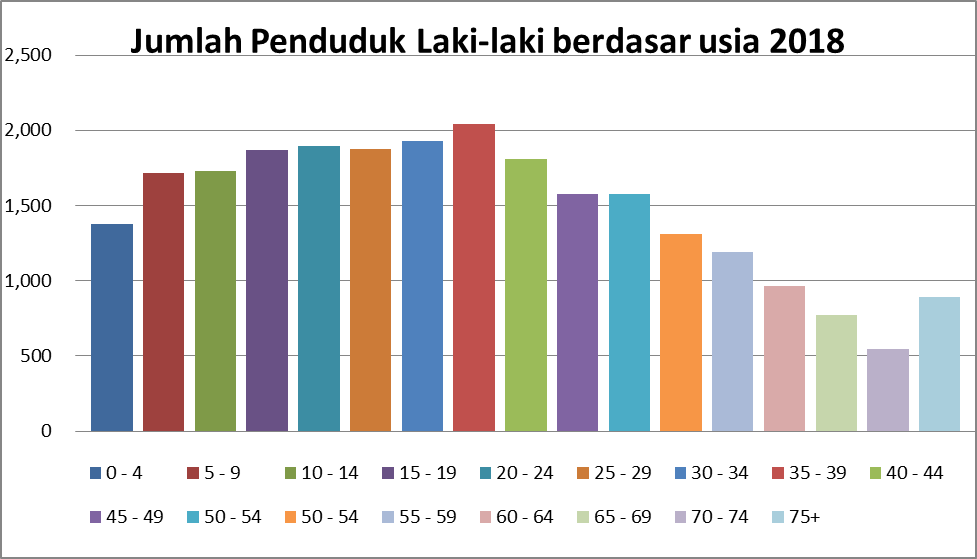 Jumlah Penduduk Laki-laki berdasar usia 2018
2,500
2,000
1,500
1,000
500
0
0 - 4 5 - 9 10 - 14 15 - 19 20 - 24 25 - 29 30 - 34 35 - 39 40 - 44
45 - 49 50 - 54 50 - 54 55 - 59 60 - 64 65 - 69 70 - 74 75+